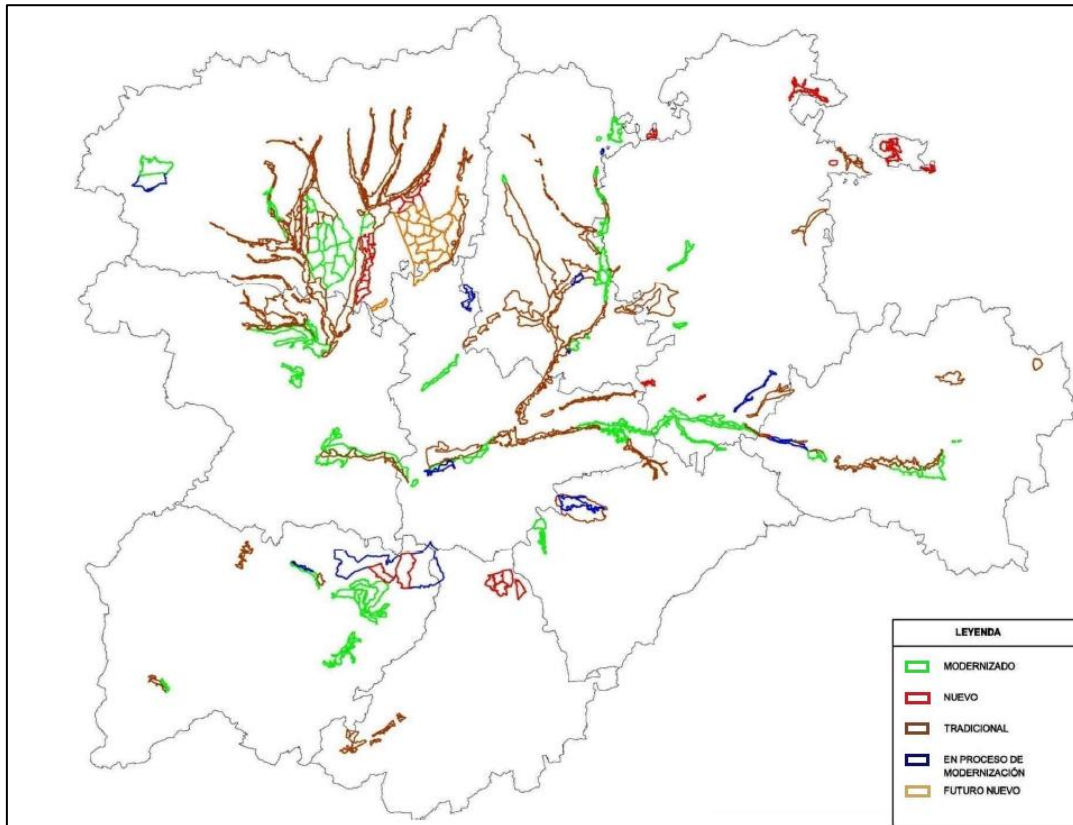 LEYENDA
MODERNIZADO
NUEVO
TRADICIONAL
EN PROCESO DE
MODERNIZACIÓN
FUTURO NUEVO